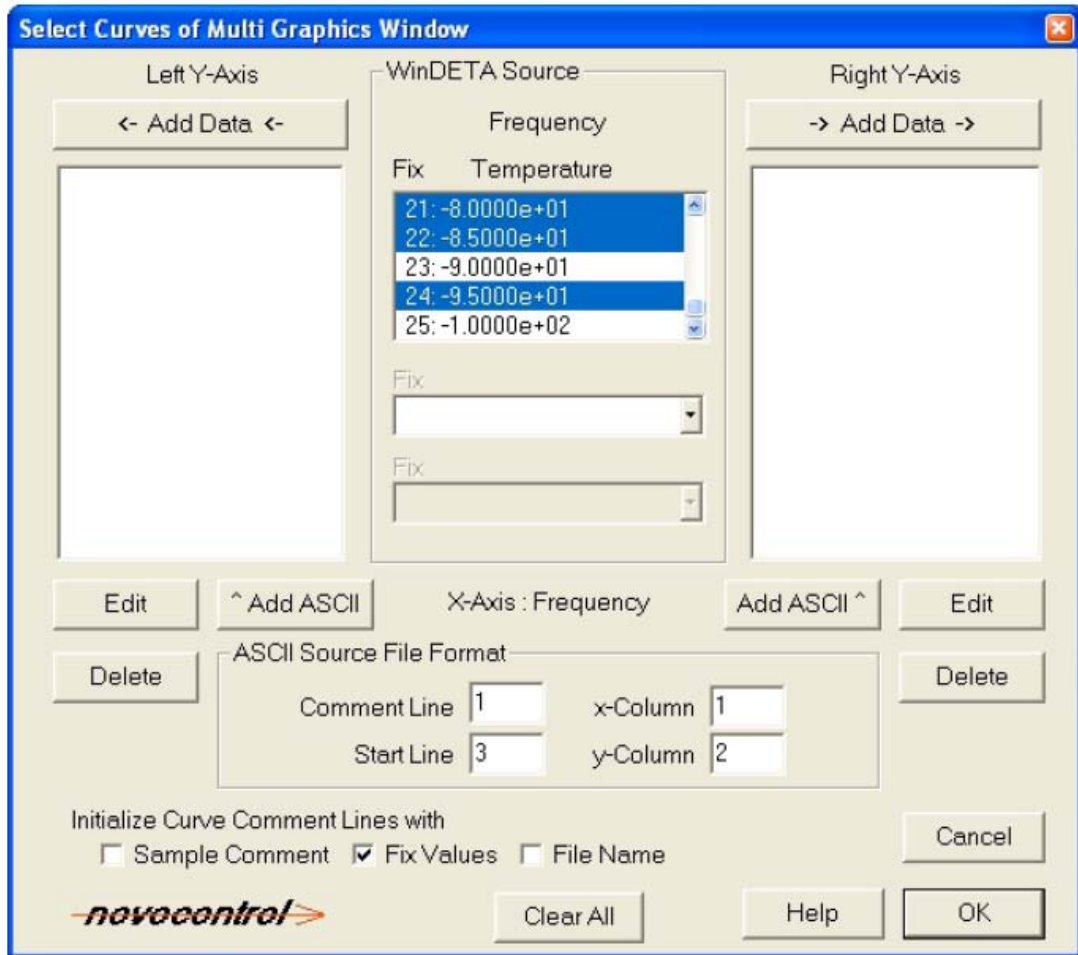 Select Curves of Multi Graphics Window
Left Y-Axis
WinDETA Source
Right Y-Axis
<- Add Data <-
Frequency
-> Add Data ->
Fix Temperature
21: -8.0000e+01
22: -8.5000e+01
23: -9.0000e+01
24: -9.5000e+01
25: -1.0000e+02
Fix
Fix
Edit
^ Add ASCII
X-Axis : Frequency
Add ASCII ^
Edit
Delete
ASCII Source File Format
Delete
Comment Line 1
x-Column 1
Start Line 3
y-Column 2
Initialize Curve Comment Lines with
Sample Comment
Fix Values
File Name
Cancel
novocontrol
Clear All
Help
OK